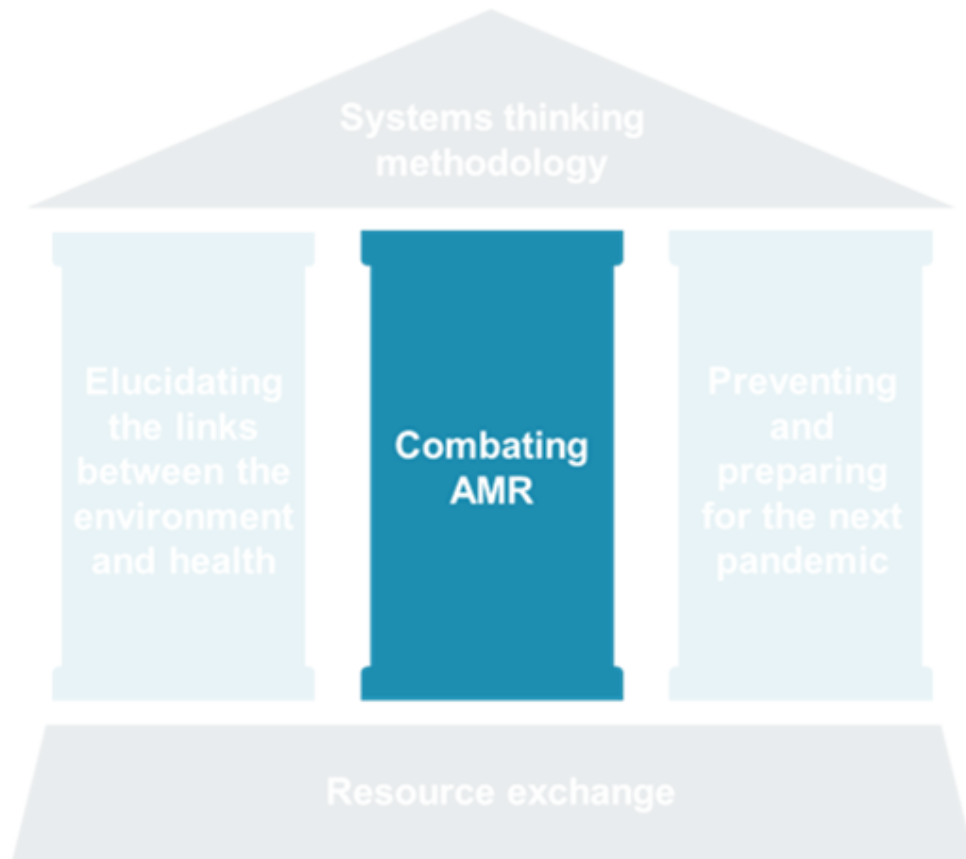 Systems thinking
methodology
Elucidating
the links
between the
environment
and health
Combating
AMR
Preventing
and
preparing
for the next
pandemic
Resource exchange